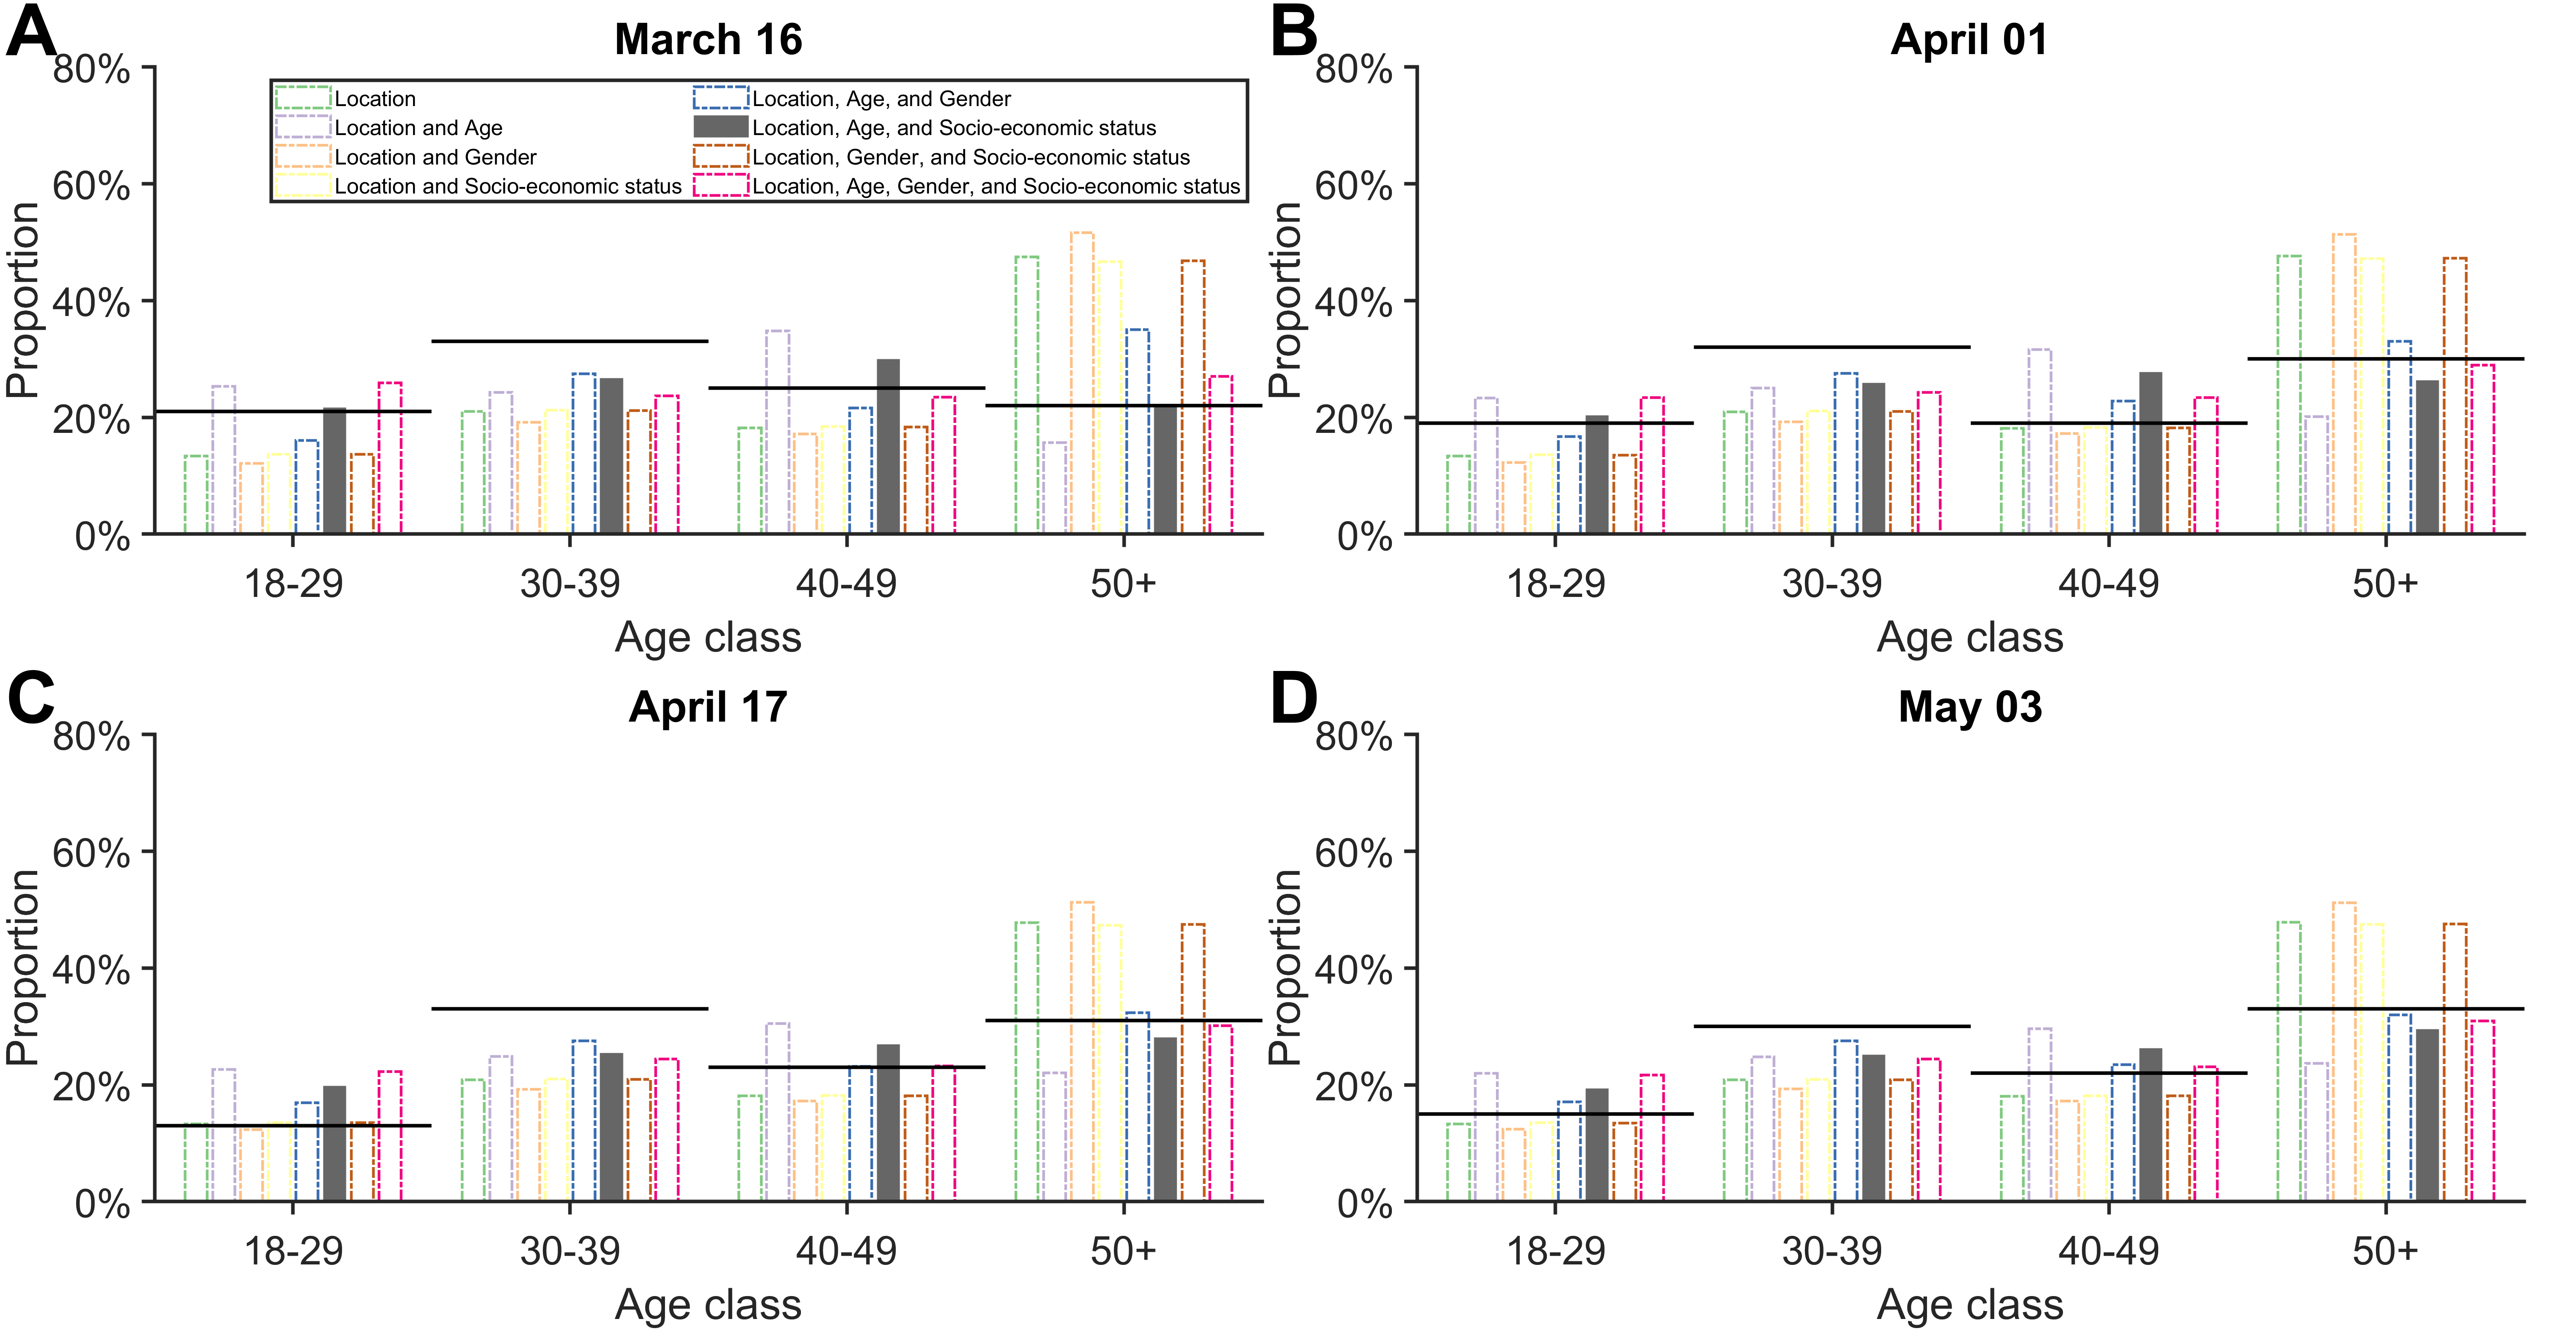 A
March 16
80%
60%
40%
20%
0%
Proportion
Location
Location and Age
Location and Gender
Location and Socio-economic status
Location, Age, and Gender
Location, Age, and Socio-economic status
Location, Gender, and Socio-economic status
Location, Age, Gender, and Socio-economic status
18-29 30-39 40-49 50+
Age class
B
April 01
80%
60%
40%
20%
0%
Proportion
18-29 30-39 40-49 50+
Age class
C
April 17
80%
60%
40%
20%
0%
Proportion
18-29 30-39 40-49 50+
Age class
D
May 03
80%
60%
40%
20%
0%
Proportion
18-29 30-39 40-49 50+
Age class